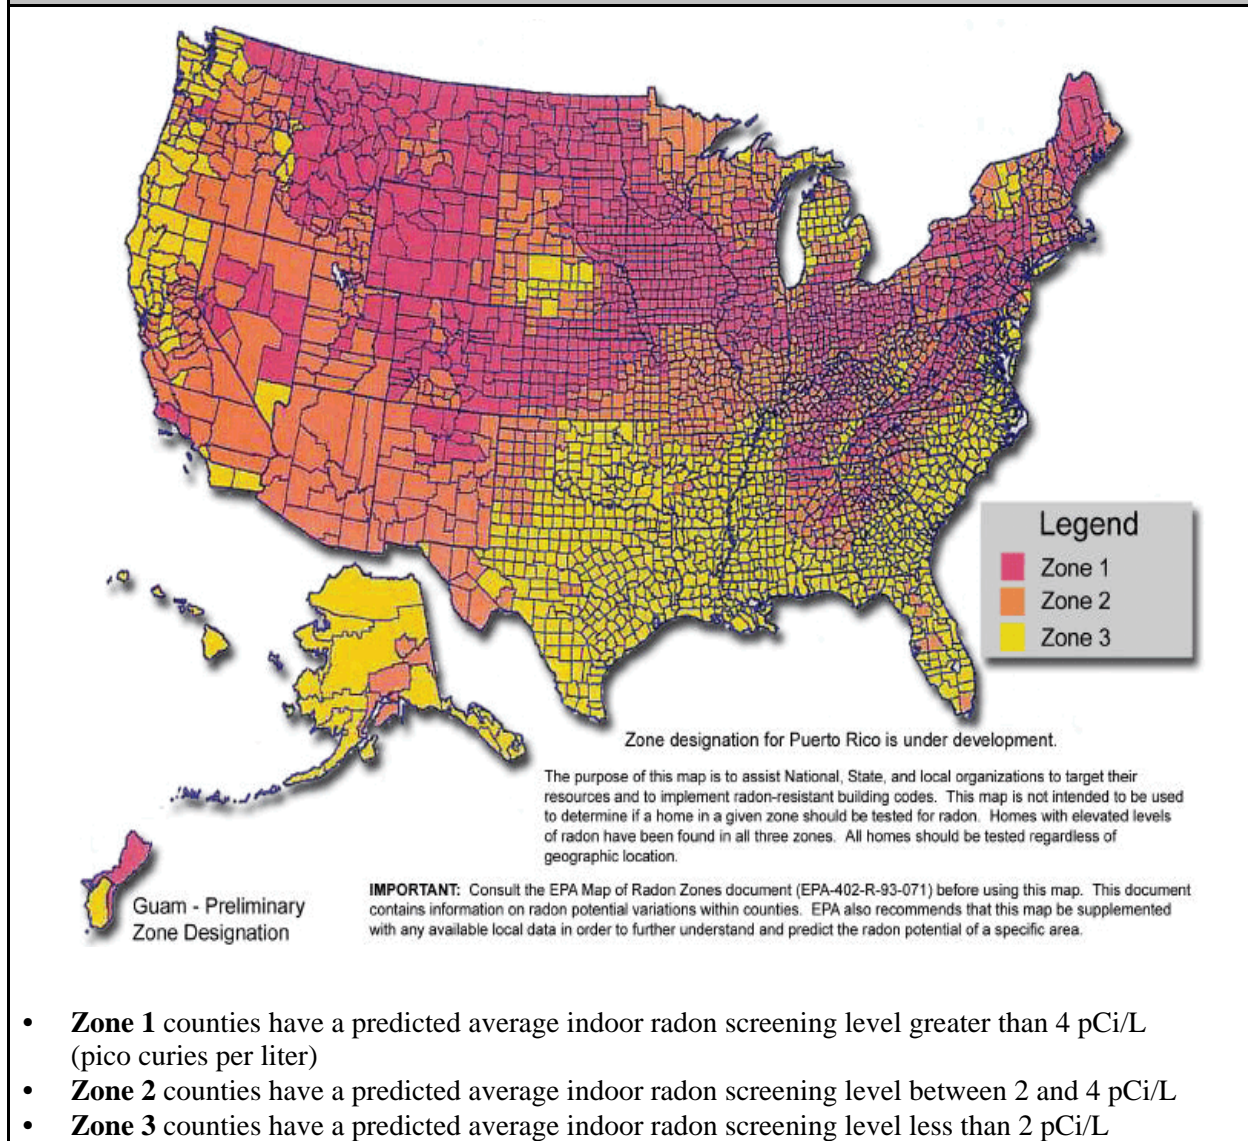 Legend
Zone 1
Zone 2
Zone 3
Zone designation for Puerto Rico is under development.
The purpose of this map is to assist National, State, and local organizations to target their
resources and to implement radon-resistant building codes. This map is not intended to be used
to determine if a home in a given zone should be tested for radon. Homes with elevated levels
of radon have been found in all three zones. All homes should be tested regardless of
geographic location.
Guam - Preliminary
Zone Designation
IMPORTANT: Consult the EPA Map of Radon Zones document (EPA-402-R-93-071) before using this map. This document
contains information on radon potential variations within counties. EPA also recommends that this map be supplemented
with any available local data in order to further understand and predict the radon potential of a specific area.
• Zone 1 counties have a predicted average indoor radon screening level greater than 4 pCi/L
(pico curies per liter)
• Zone 2 counties have a predicted average indoor radon screening level between 2 and 4 pCi/L
• Zone 3 counties have a predicted average indoor radon screening level less than 2 pCi/L